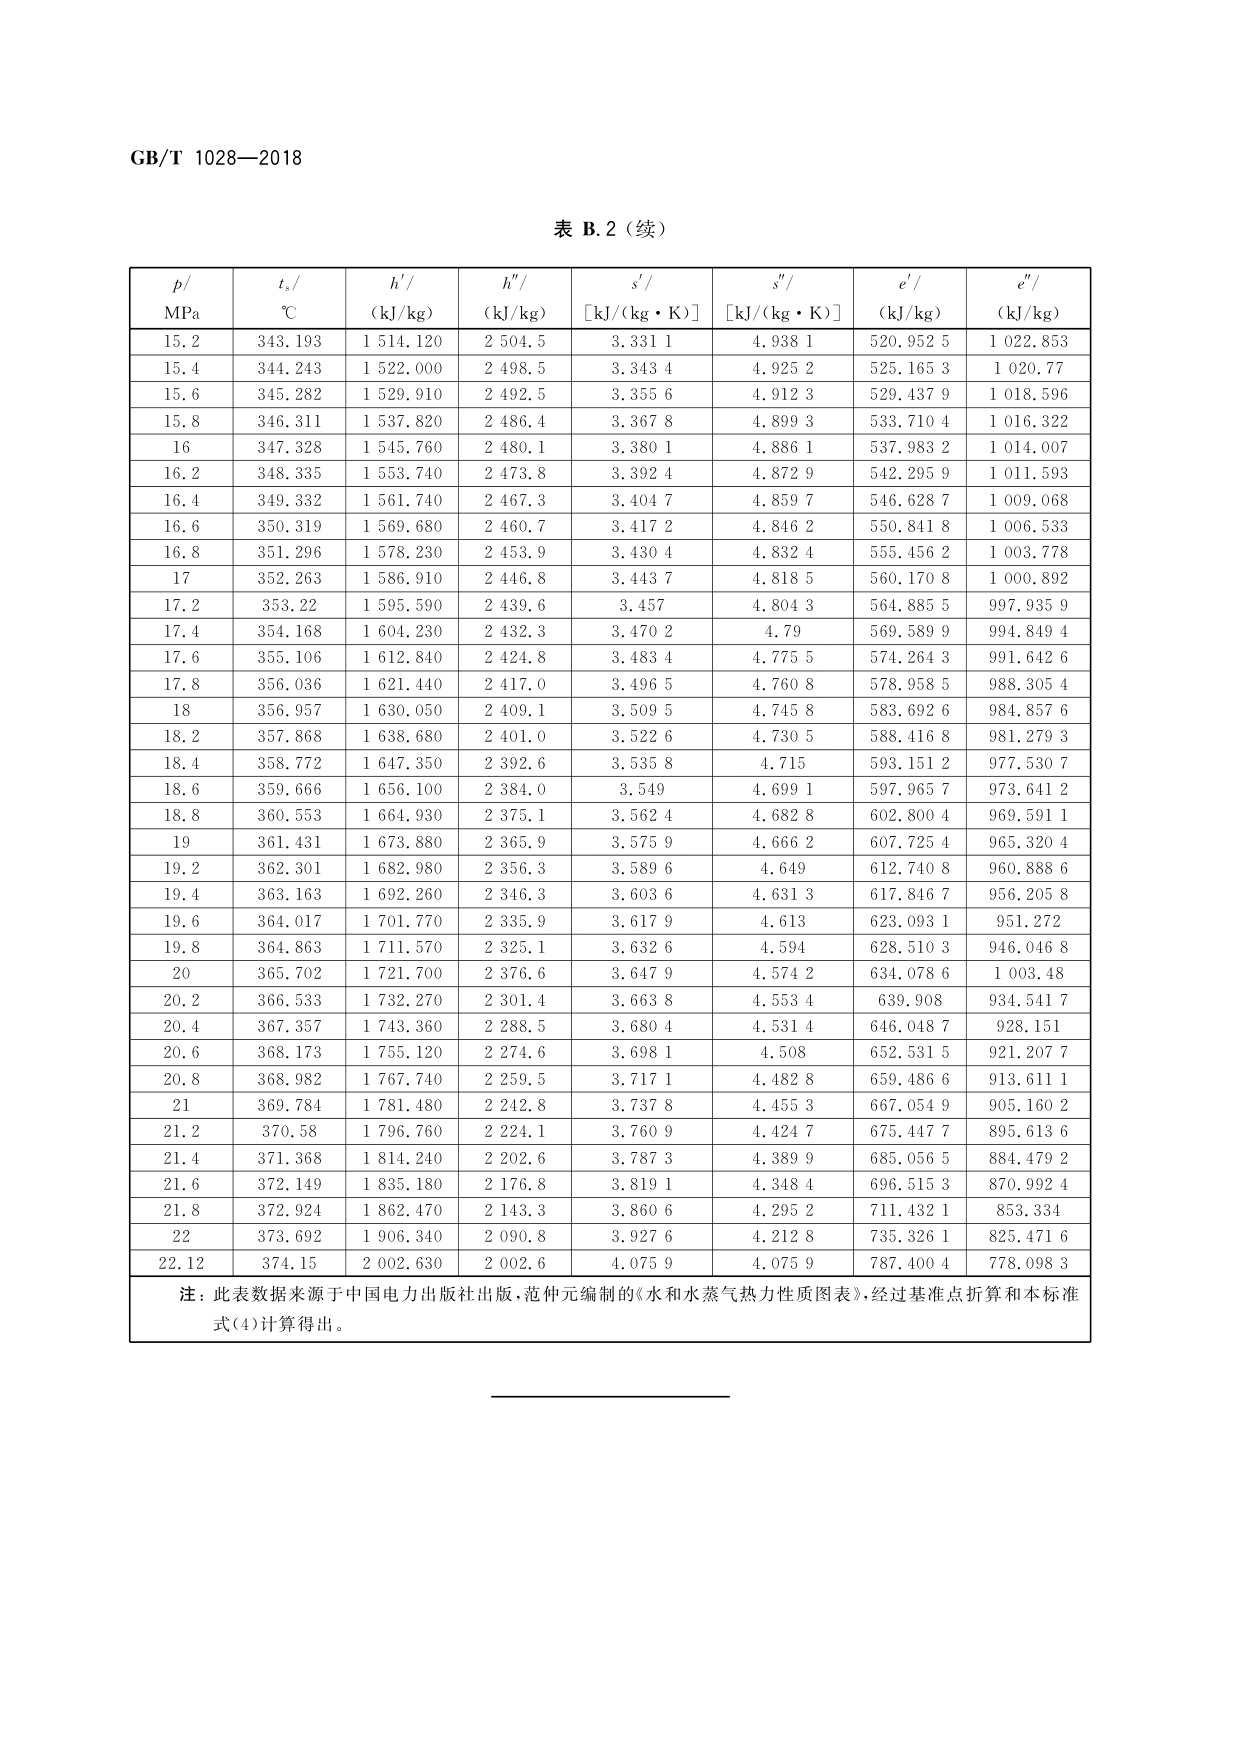 GB/T 1028—2018
表 B.2（续）
p/ tₛ/ h′/ h″/ s′/ s″/ e′/ e″/
MPa ℃ (kJ/kg) (kJ/kg) [kJ/(kg·K)] [kJ/(kg·K)] (kJ/kg) (kJ/kg)
15.2 343.193 1 514.120 2 504.5 3.331 1 4.938 1 520.952 5 1 022.853
15.4 344.243 1 522.000 2 498.5 3.343 4 4.925 2 525.165 3 1 020.77
15.6 345.282 1 529.910 2 492.5 3.355 6 4.912 3 529.437 9 1 018.596
15.8 346.311 1 537.820 2 486.4 3.367 8 4.899 3 533.710 4 1 016.322
16 347.328 1 545.760 2 480.1 3.380 1 4.886 1 537.983 2 1 014.007
16.2 348.335 1 553.740 2 473.8 3.392 4 4.872 9 542.295 9 1 011.593
16.4 349.332 1 561.740 2 467.3 3.404 7 4.859 7 546.628 7 1 009.068
16.6 350.319 1 569.680 2 460.7 3.417 2 4.846 2 550.841 8 1 006.533
16.8 351.296 1 578.230 2 453.9 3.430 4 4.832 4 555.456 2 1 003.778
17 352.263 1 586.910 2 446.8 3.443 7 4.818 5 560.170 8 1 000.892
17.2 353.22 1 595.590 2 439.6 3.457 4.804 3 564.885 5 997.935 9
17.4 354.168 1 604.230 2 432.3 3.470 2 4.79 569.589 9 994.849 4
17.6 355.106 1 612.840 2 424.8 3.483 4 4.775 5 574.264 3 991.642 6
17.8 356.036 1 621.440 2 417.0 3.496 5 4.760 8 578.958 5 988.305 4
18 356.957 1 630.050 2 409.1 3.509 5 4.745 8 583.692 6 984.857 6
18.2 357.868 1 638.680 2 401.0 3.522 6 4.730 5 588.416 8 981.279 3
18.4 358.772 1 647.350 2 392.6 3.535 8 4.715 593.151 2 977.530 7
18.6 359.666 1 656.100 2 384.0 3.549 4.699 1 597.965 7 973.641 2
18.8 360.553 1 664.930 2 375.1 3.562 4 4.682 8 602.800 4 969.591 1
19 361.431 1 673.880 2 365.9 3.575 9 4.666 2 607.725 4 965.320 4
19.2 362.301 1 682.980 2 356.3 3.589 6 4.649 612.740 8 960.888 6
19.4 363.163 1 692.260 2 346.3 3.603 6 4.631 3 617.846 7 956.205 8
19.6 364.017 1 701.770 2 335.9 3.617 9 4.613 623.093 1 951.272
19.8 364.863 1 711.570 2 325.1 3.632 6 4.594 628.510 3 946.046 8
20 365.702 1 721.700 2 376.6 3.647 9 4.574 2 634.078 6 1 003.48
20.2 366.533 1 732.270 2 301.4 3.663 8 4.553 4 639.908 934.541 7
20.4 367.357 1 743.360 2 288.5 3.680 4 4.531 4 646.048 7 928.151
20.6 368.173 1 755.120 2 274.6 3.698 1 4.508 652.531 5 921.207 7
20.8 368.982 1 767.740 2 259.5 3.717 1 4.482 8 659.486 6 913.611 1
21 369.784 1 781.480 2 242.8 3.737 8 4.455 3 667.054 9 905.160 2
21.2 370.58 1 796.760 2 224.1 3.760 9 4.424 7 675.447 7 895.613 6
21.4 371.368 1 814.240 2 202.6 3.787 3 4.389 9 685.056 5 884.479 2
21.6 372.149 1 835.180 2 176.8 3.819 1 4.348 4 696.515 3 870.992 4
21.8 372.924 1 862.470 2 143.3 3.860 6 4.295 2 711.432 1 853.334
22 373.692 1 906.340 2 090.8 3.927 6 4.212 8 735.326 1 825.471 6
22.12 374.15 2 002.630 2 002.6 4.075 9 4.075 9 787.400 4 778.098 3
注：此表数据来源于中国电力出版社出版，范仲元编制的《水和水蒸气热力性质图表》，经过基准点折算和本标准
式(4)计算得出。